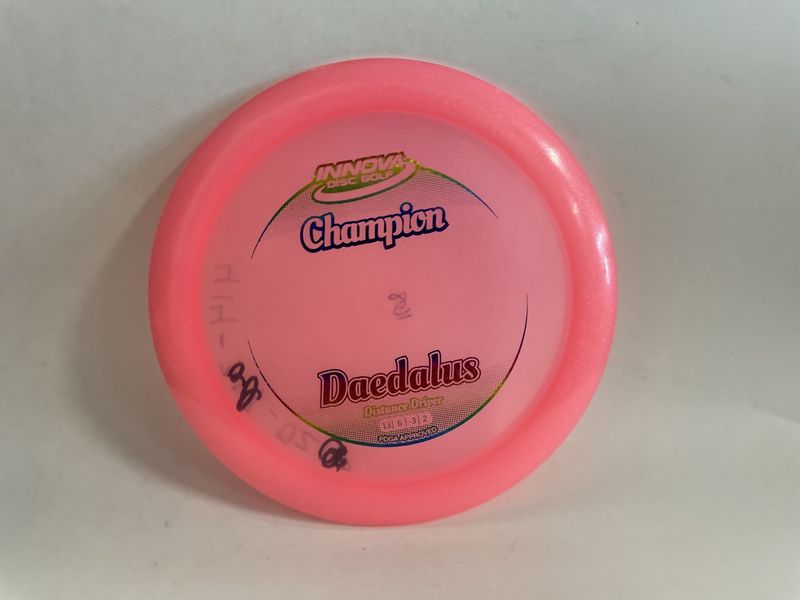 INNOVA
DISC GOLF
Champion
Daedalus
Distance Driver
13 | 6 | -3 | 2
PDGA APPROVED